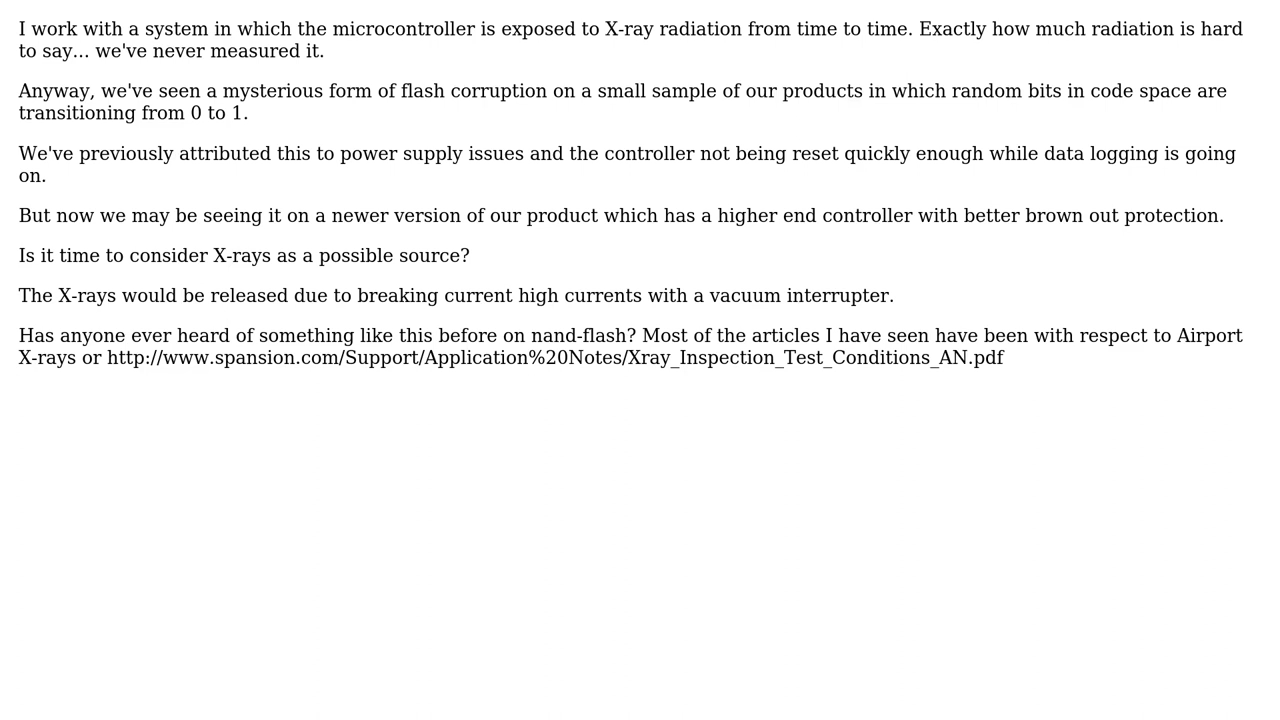 I work with a system in which the microcontroller is exposed to X-ray radiation from time to time. Exactly how much radiation is hard
to say... we've never measured it.
Anyway, we've seen a mysterious form of flash corruption on a small sample of our products in which random bits in code space are
transitioning from 0 to 1.
We've previously attributed this to power supply issues and the controller not being reset quickly enough while data logging is going
on.
But now we may be seeing it on a newer version of our product which has a higher end controller with better brown out protection.
Is it time to consider X-rays as a possible source?
The X-rays would be released due to breaking current high currents with a vacuum interrupter.
Has anyone ever heard of something like this before on nand-flash? Most of the articles I have seen have been with respect to Airport
X-rays or http://www.spansion.com/Support/Application%20Notes/Xray_Inspection_Test_Conditions_AN.pdf